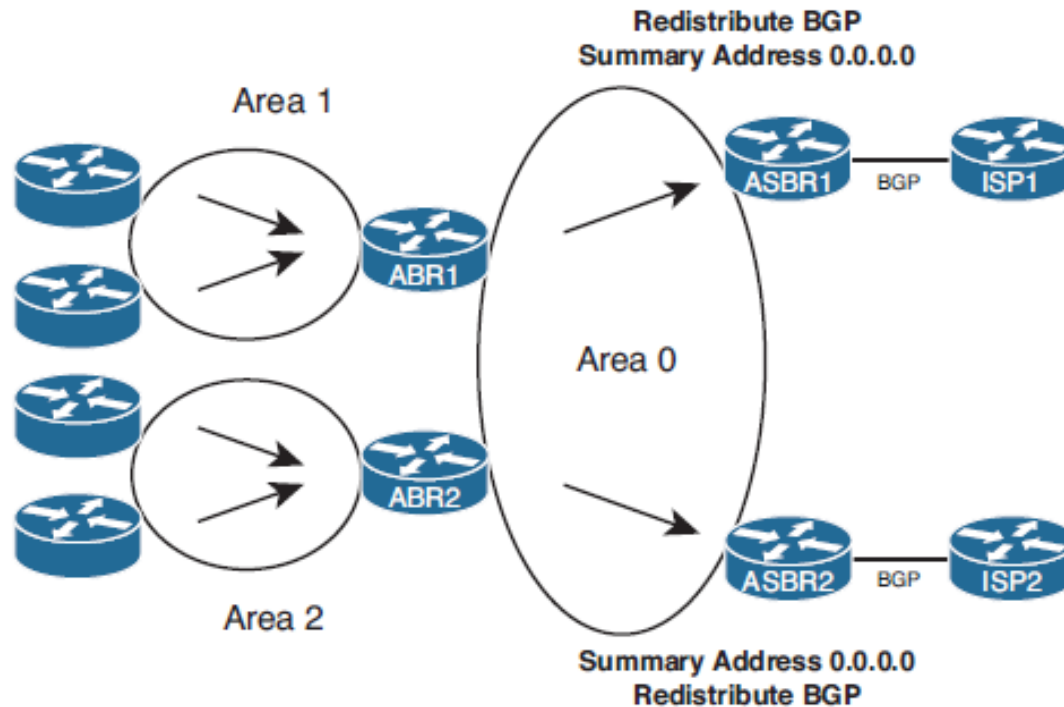 Redistribute BGP
Summary Address 0.0.0.0
Area 1
ASBR1
BGP
ISP1
ABR1
Area 0
ABR2
ASBR2
BGP
ISP2
Area 2
Summary Address 0.0.0.0
Redistribute BGP